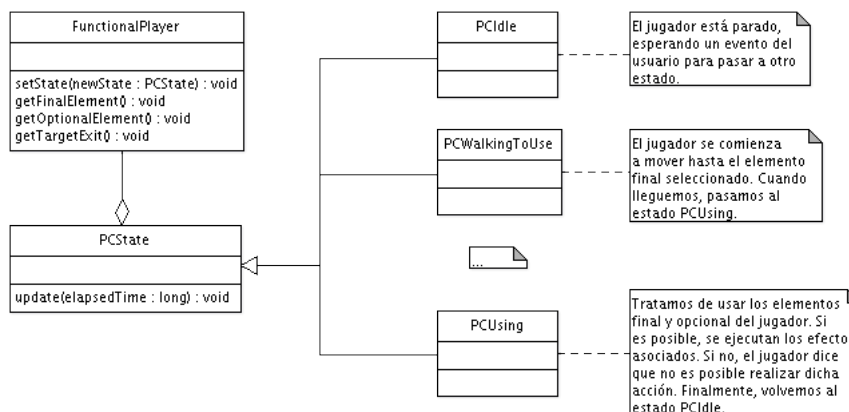 FunctionalPlayer
setState(newState : PCState) : void
getFinalElement() : void
getOptionalElement() : void
getTargetExit() : void
PCState
update(elapsedTime : long) : void
PCIdle
El jugador está parado,
esperando un evento del
usuario para pasar a otro
estado.
PCWalkingToUse
El jugador se comienza
a mover hasta el elemento
final seleccionado. Cuando
lleguemos, pasamos al
estado PCUsing.
...
PCUsing
Tratamos de usar los elementos
final y opcional del jugador. Si
es posible, se ejecutan los efecto
asociados. Si no, el jugador dice
que no es posible realizar dicha
acción. Finalmente, volvemos al
estado PCIdle.